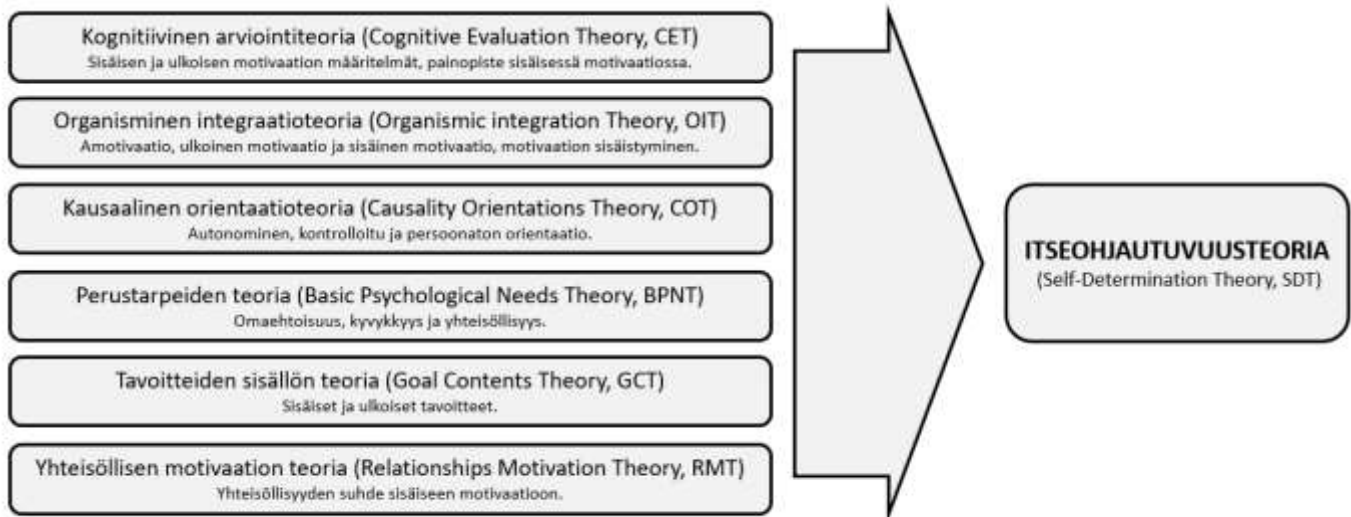 Kognitiivinen arviointiteoria (Cognitive Evaluation Theory, CET)
Sisäisen ja ulkoisen motivaation määritelmät, painopiste sisäisessä motivaatiossa.
Organisminen integraatioteoria (Organismic integration Theory, OIT)
Amotivaatio, ulkoinen motivaatio ja sisäinen motivaatio, motivaation sisäistyminen.
Kausaalinen orientaatioteoria (Causality Orientations Theory, COT)
Autonominen, kontrolloitu ja persoonaton orientaatio.
Perustarpeiden teoria (Basic Psychological Needs Theory, BPNT)
Omaehtoisuus, kyvykkyys ja yhteisöllisyys.
Tavoitteiden sisällön teoria (Goal Contents Theory, GCT)
Sisäiset ja ulkoiset tavoitteet.
Yhteisöllisen motivaation teoria (Relationships Motivation Theory, RMT)
Yhteisöllisyyden suhde sisäiseen motivaatioon.
ITSEOHJAUTUVUUSTEORIA
(Self-Determination Theory, SDT)